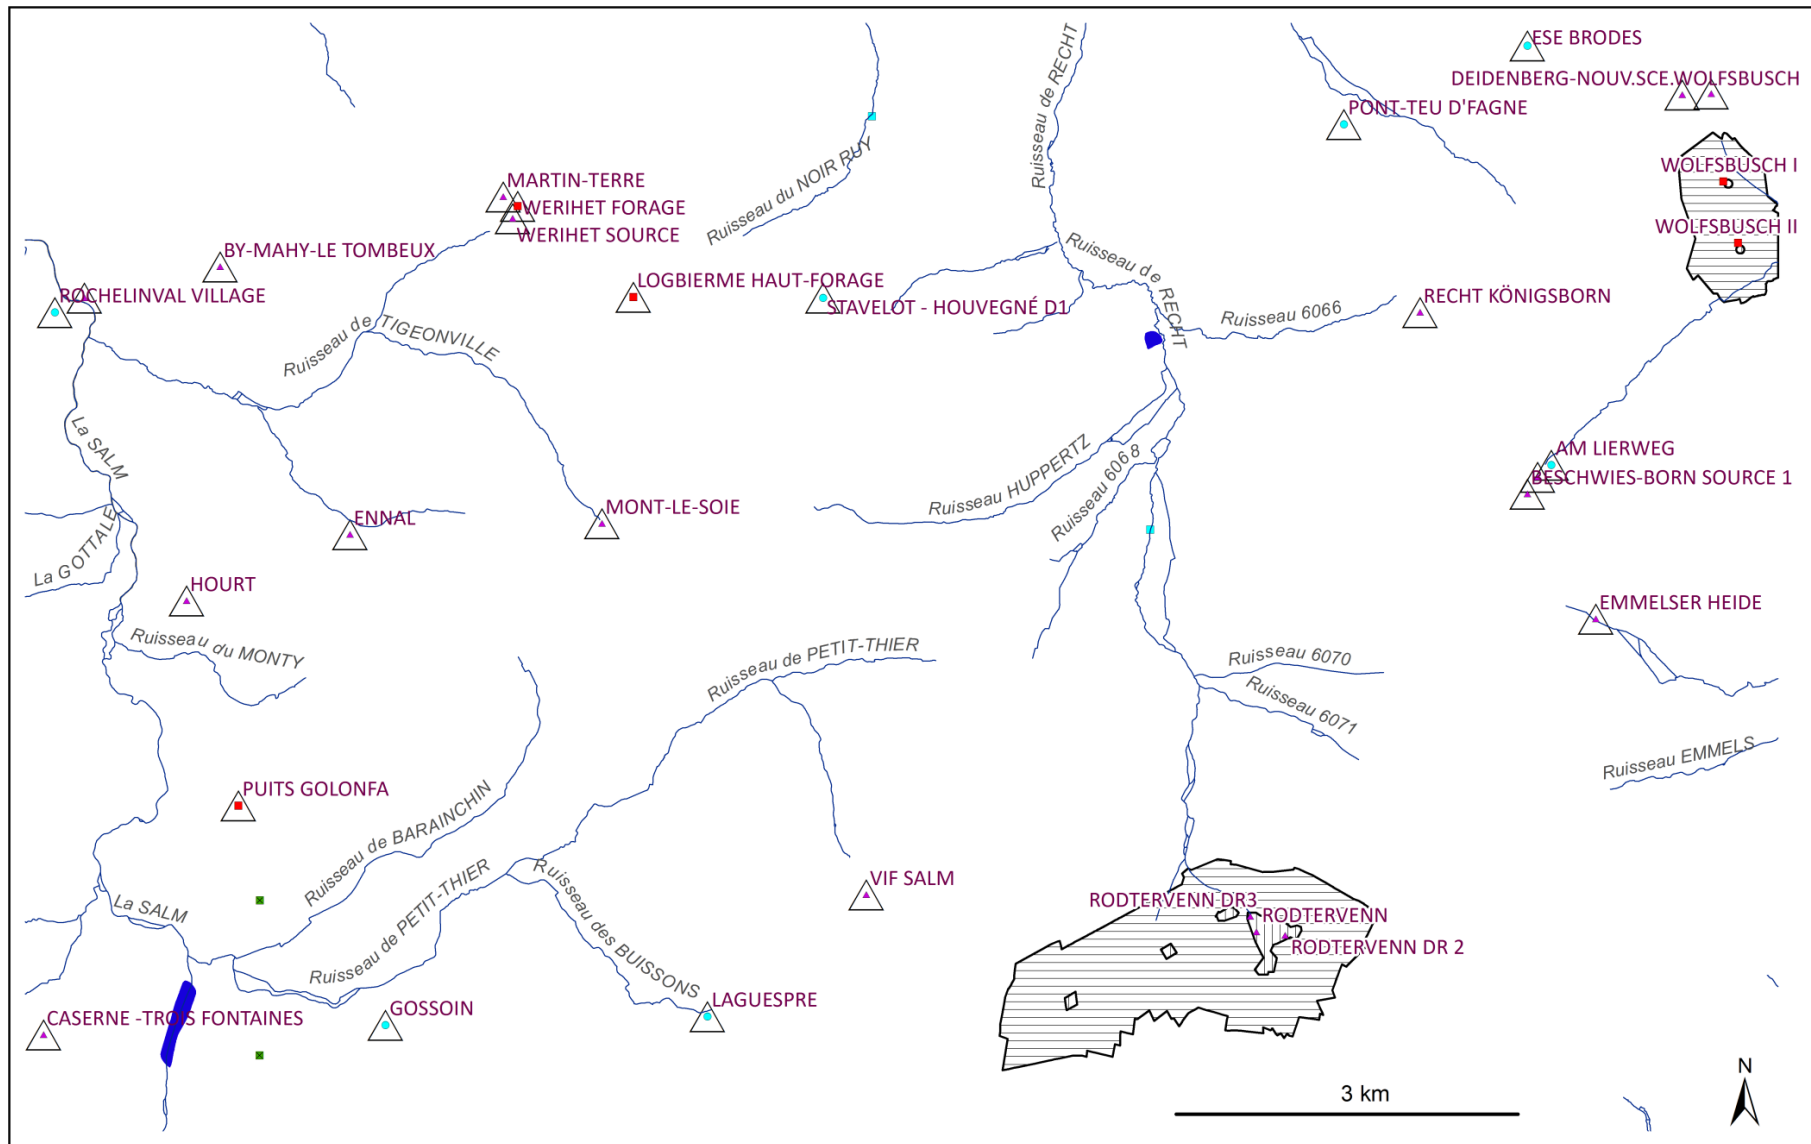 ESE BRODES
DEIDENBERG-NOUV.SCE.WOLFSBUSCH
PONT-TEU D'FAGNE
Ruisseau de RECHT
Ruisseau du NOIR RUY
WOLFSBUSCH I
MARTIN-TERRE
WERIHET FORAGE
WERIHET SOURCE
WOLFSBUSCH II
BY-MAHY-LE TOMBEUX
Ruisseau de RECHT
LOGBIERME HAUT-FORAGE
ROCHELINVAL VILLAGE
STAVELOT - HOUVEGNÉ D1
RECHT KÖNIGSBORN
Ruisseau 6066
Ruisseau de TIGEONVILLE
La SALM
AM LIERWEG
BESCHWIES-BORN SOURCE 1
Ruisseau HUPPERTZ
Ruisseau 6068
MONT-LE-SOIE
ENNAL
La GOTTALE
HOURT
EMMELSER HEIDE
Ruisseau du MONTY
Ruisseau de PETIT-THIER
Ruisseau 6070
Ruisseau 6071
Ruisseau EMMELS
PUITS GOLONFA
Ruisseau de BARAINCHIN
VIF SALM
RODTERVENN DR3
La SALM
RODTERVENN
Ruisseau de PETIT-THIER
Ruisseau des BUISSONS
RODTERVENN DR 2
LAGUESPRE
GOSSOIN
CASERNE -TROIS FONTAINES
3 km
N